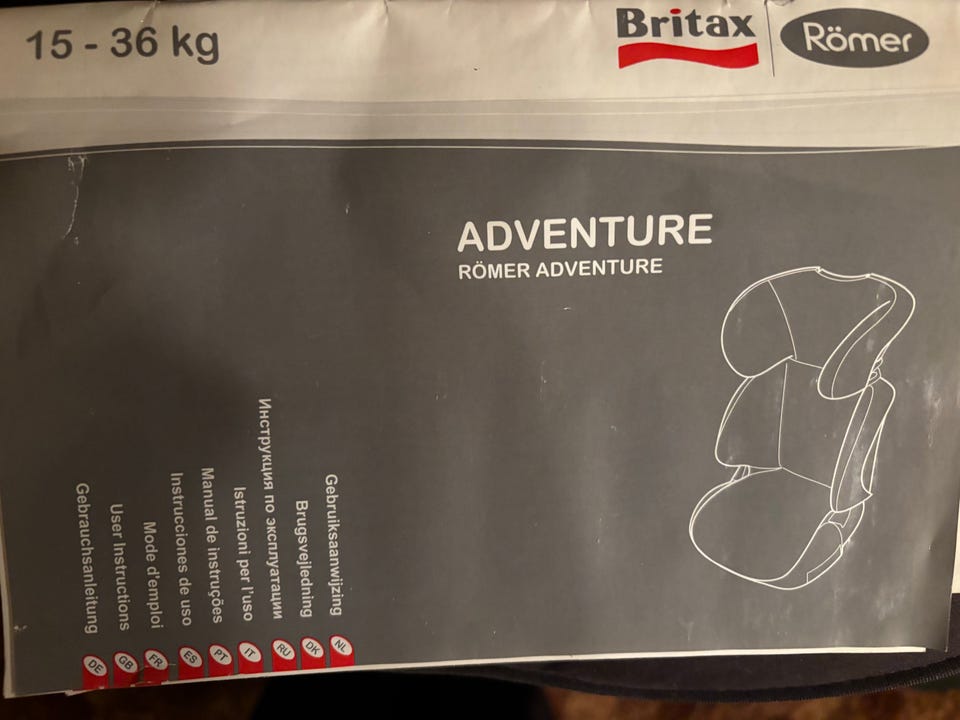 15 - 36 kg
Britax
Römer
ADVENTURE
RÖMER ADVENTURE
Gebrauchsanleitung DE
User Instructions GB
Mode d'emploi FR
Instrucciones de uso ES
Manual de instruções PT
Istruzioni per l'uso IT
Инструкция по эксплуатации RU
Brugsvejledning DK
Gebruiksaanwijzing NL